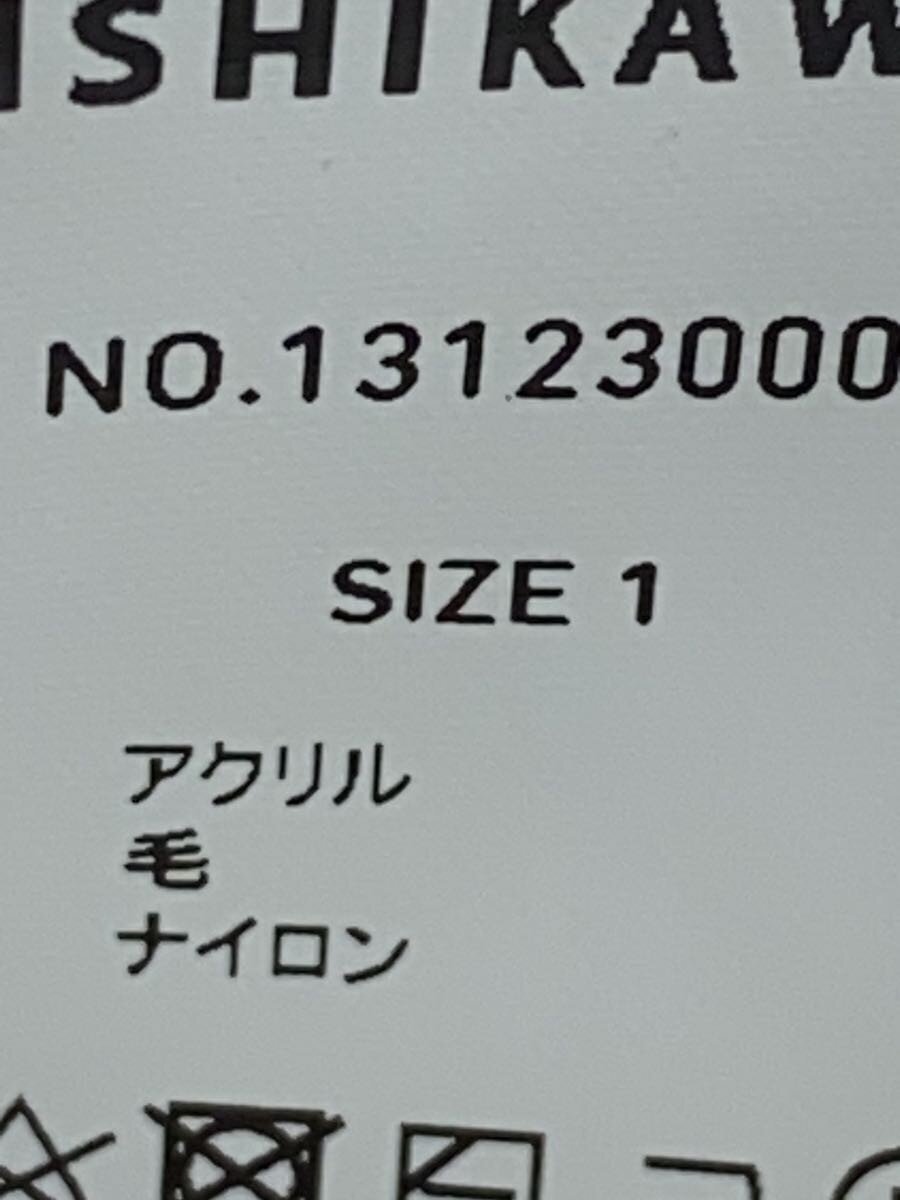 ISHIKAW
NO.13123000
SIZE 1
アクリル
毛
ナイロン